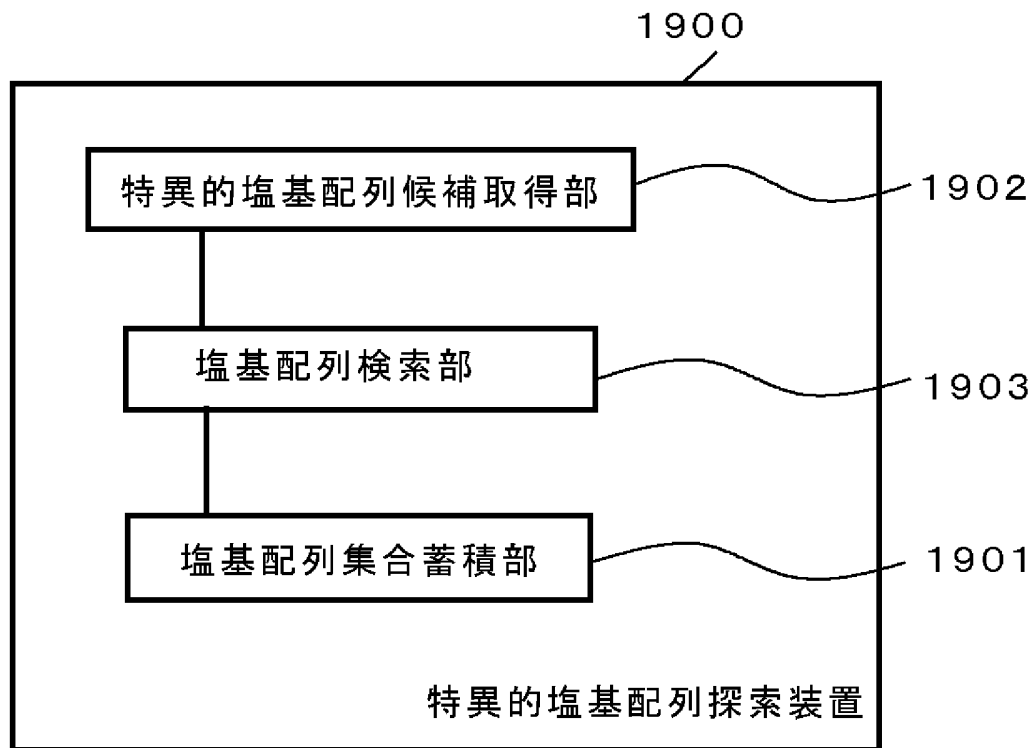 １９００
特異的塩基配列候補取得部
１９０２
塩基配列検索部
１９０３
塩基配列集合蓄積部
１９０１
特異的塩基配列探索装置